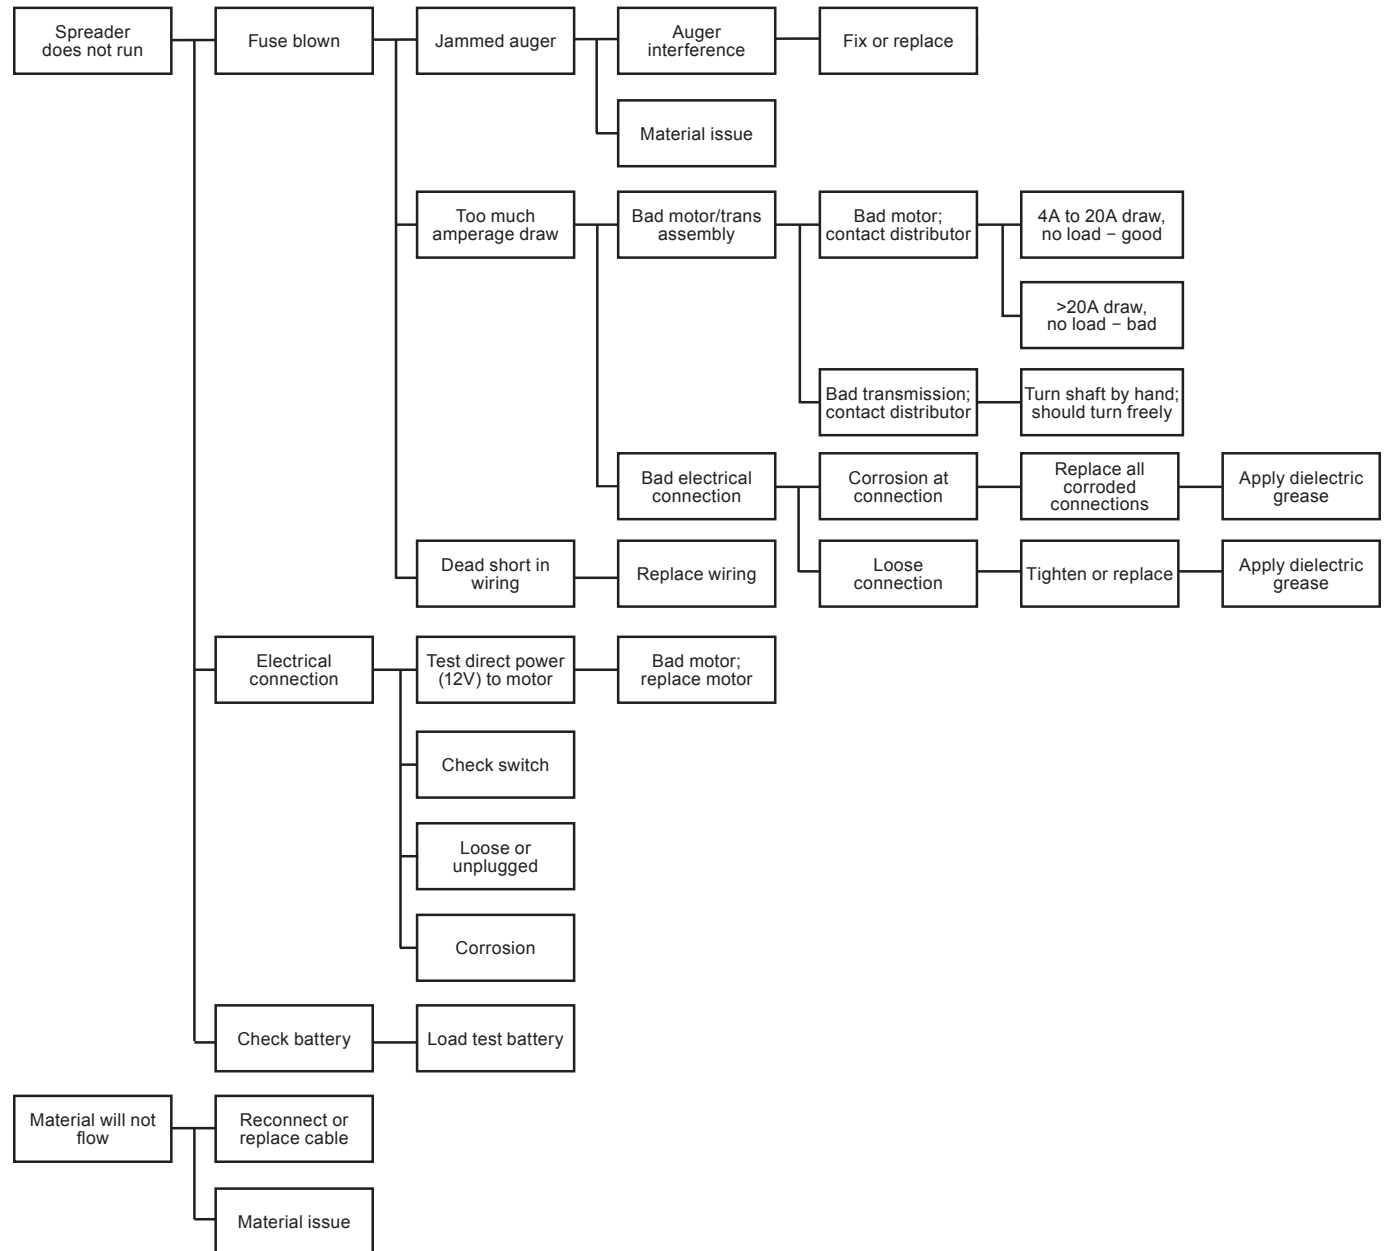 Spreader
does not run
Fuse blown
Jammed auger
Auger
interference
Fix or replace
Material issue
Too much
amperage draw
Bad motor/trans
assembly
Bad motor;
contact distributor
4A to 20A draw,
no load – good
>20A draw,
no load – bad
Bad transmission;
contact distributor
Turn shaft by hand;
should turn freely
Bad electrical
connection
Corrosion at
connection
Replace all
corroded
connections
Apply dielectric
grease
Dead short in
wiring
Replace wiring
Loose
connection
Tighten or replace
Apply dielectric
grease
Electrical
connection
Test direct power
(12V) to motor
Bad motor;
replace motor
Check switch
Loose or
unplugged
Corrosion
Check battery
Load test battery
Material will not
flow
Reconnect or
replace cable
Material issue